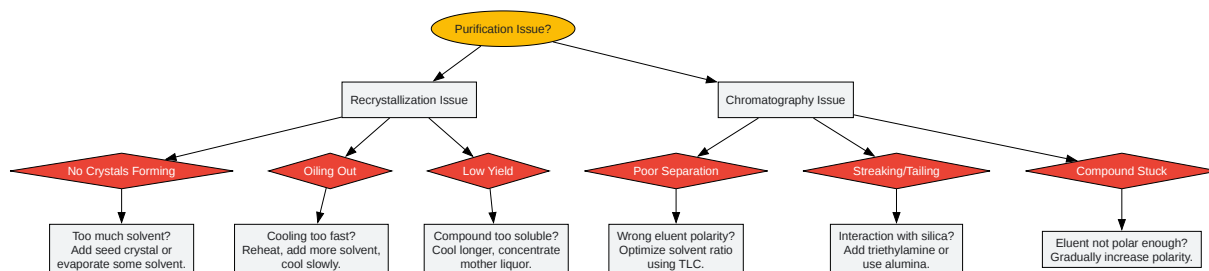 Purification Issue?
Recrystallization Issue
Chromatography Issue
No Crystals Forming
Oiling Out
Low Yield
Poor Separation
Streaking/Tailing
Compound Stuck
Too much solvent?
Add seed crystal or
evaporate some solvent.
Cooling too fast?
Reheat, add more solvent,
cool slowly.
Compound too soluble?
Cool longer, concentrate
mother liquor.
Wrong eluent polarity?
Optimize solvent ratio
using TLC.
Interaction with silica?
Add triethylamine or
use alumina.
Eluent not polar enough?
Gradually increase polarity.